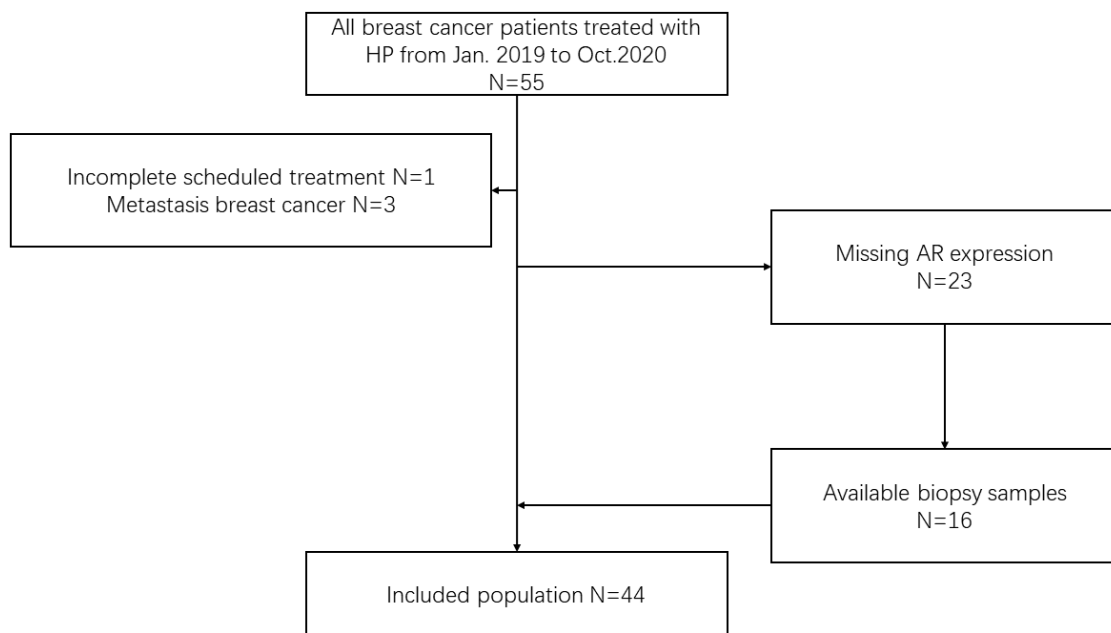 All breast cancer patients treated with
HP from Jan. 2019 to Oct.2020
N=55
Incomplete scheduled treatment N=1
Metastasis breast cancer N=3
Missing AR expression
N=23
Available biopsy samples
N=16
Included population N=44